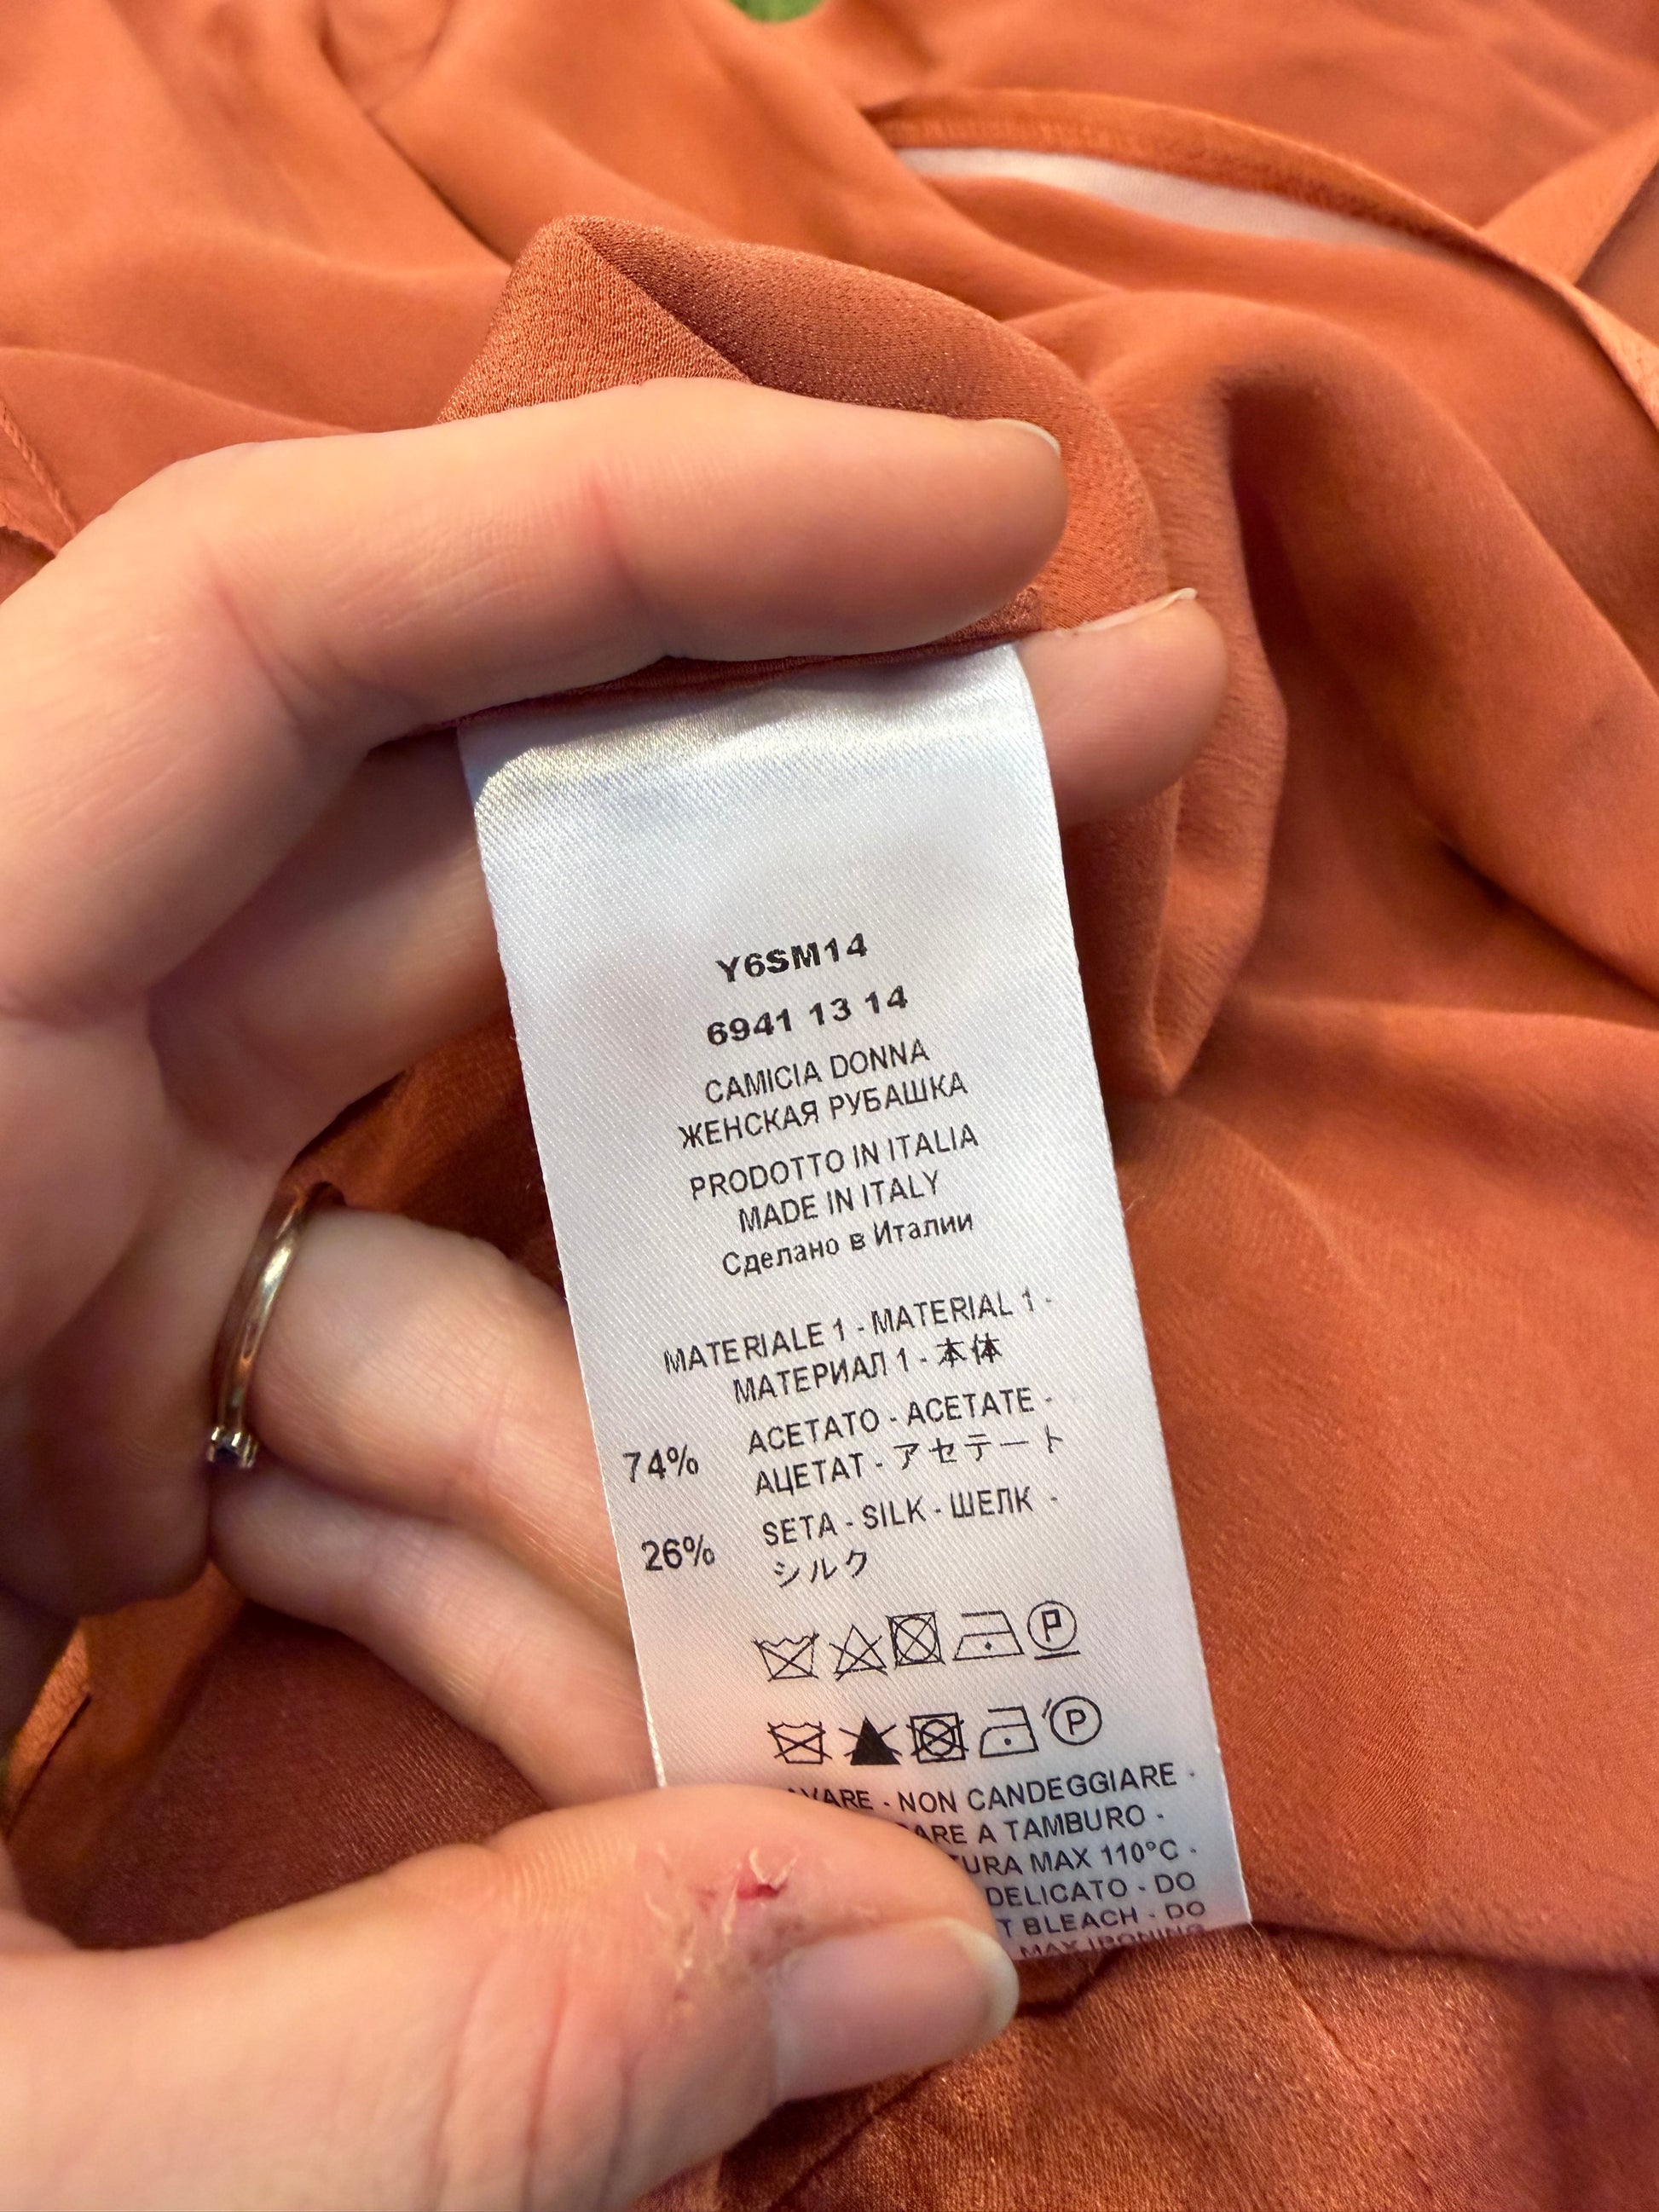 Y6SM14
6941 13 14
CAMICIA DONNA
ЖЕНСКАЯ РУБАШКА
PRODOTTO IN ITALIA
MADE IN ITALY
Сделано в Италии
MATERIALE 1 - MATERIAL 1 -
МАТЕРИАЛ 1 - 本体
74% ACETATO - ACETATE -
АЦЕТАТ - アセテート
26% SETA - SILK - ШЕЛК -
シルク
P
P
- NON CANDEGGIARE -
A TAMBURO -
MAX 110°C -
DELICATO - DO
BLEACH - DO
MAX IRONING